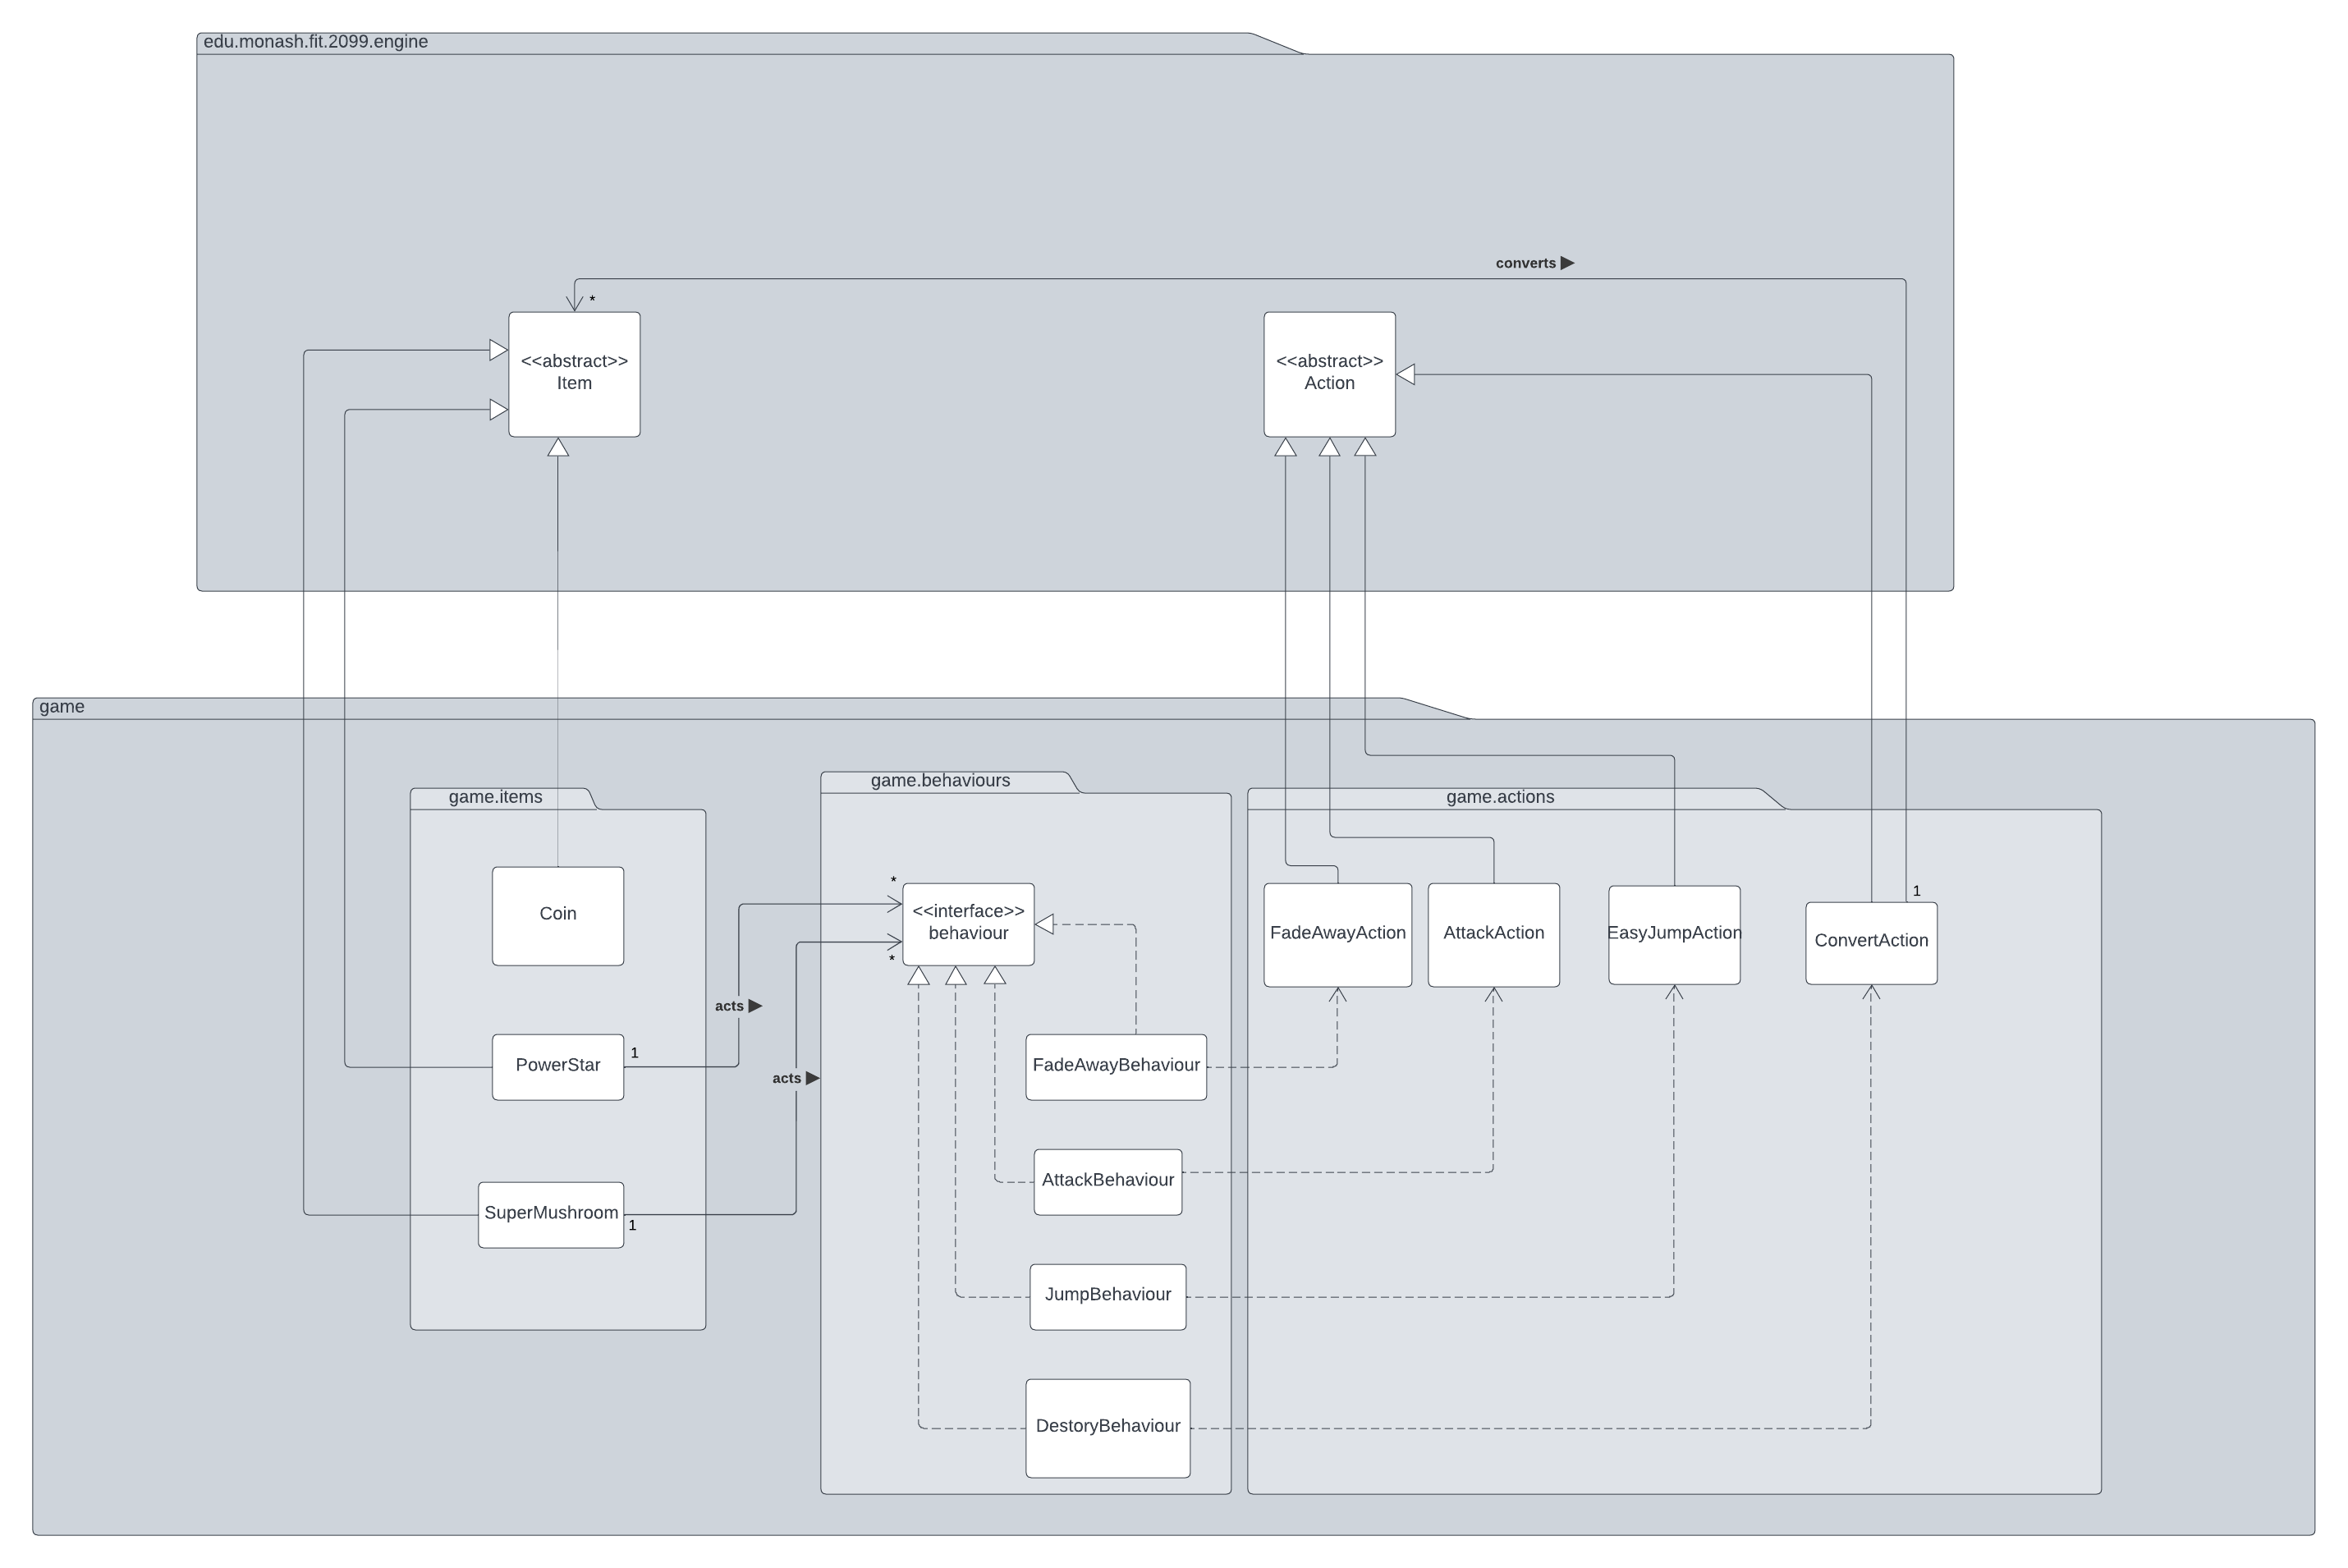 edu.monash.fit.2099.engine
converts ▶
*
<<abstract>>
Item
<<abstract>>
Action
game
game.behaviours
game.items
game.actions
*
1
<<interface>>
behaviour
Coin
FadeAwayAction
AttackAction
EasyJumpAction
ConvertAction
*
acts ▶
1
PowerStar
acts ▶
FadeAwayBehaviour
AttackBehaviour
SuperMushroom
1
JumpBehaviour
DestoryBehaviour